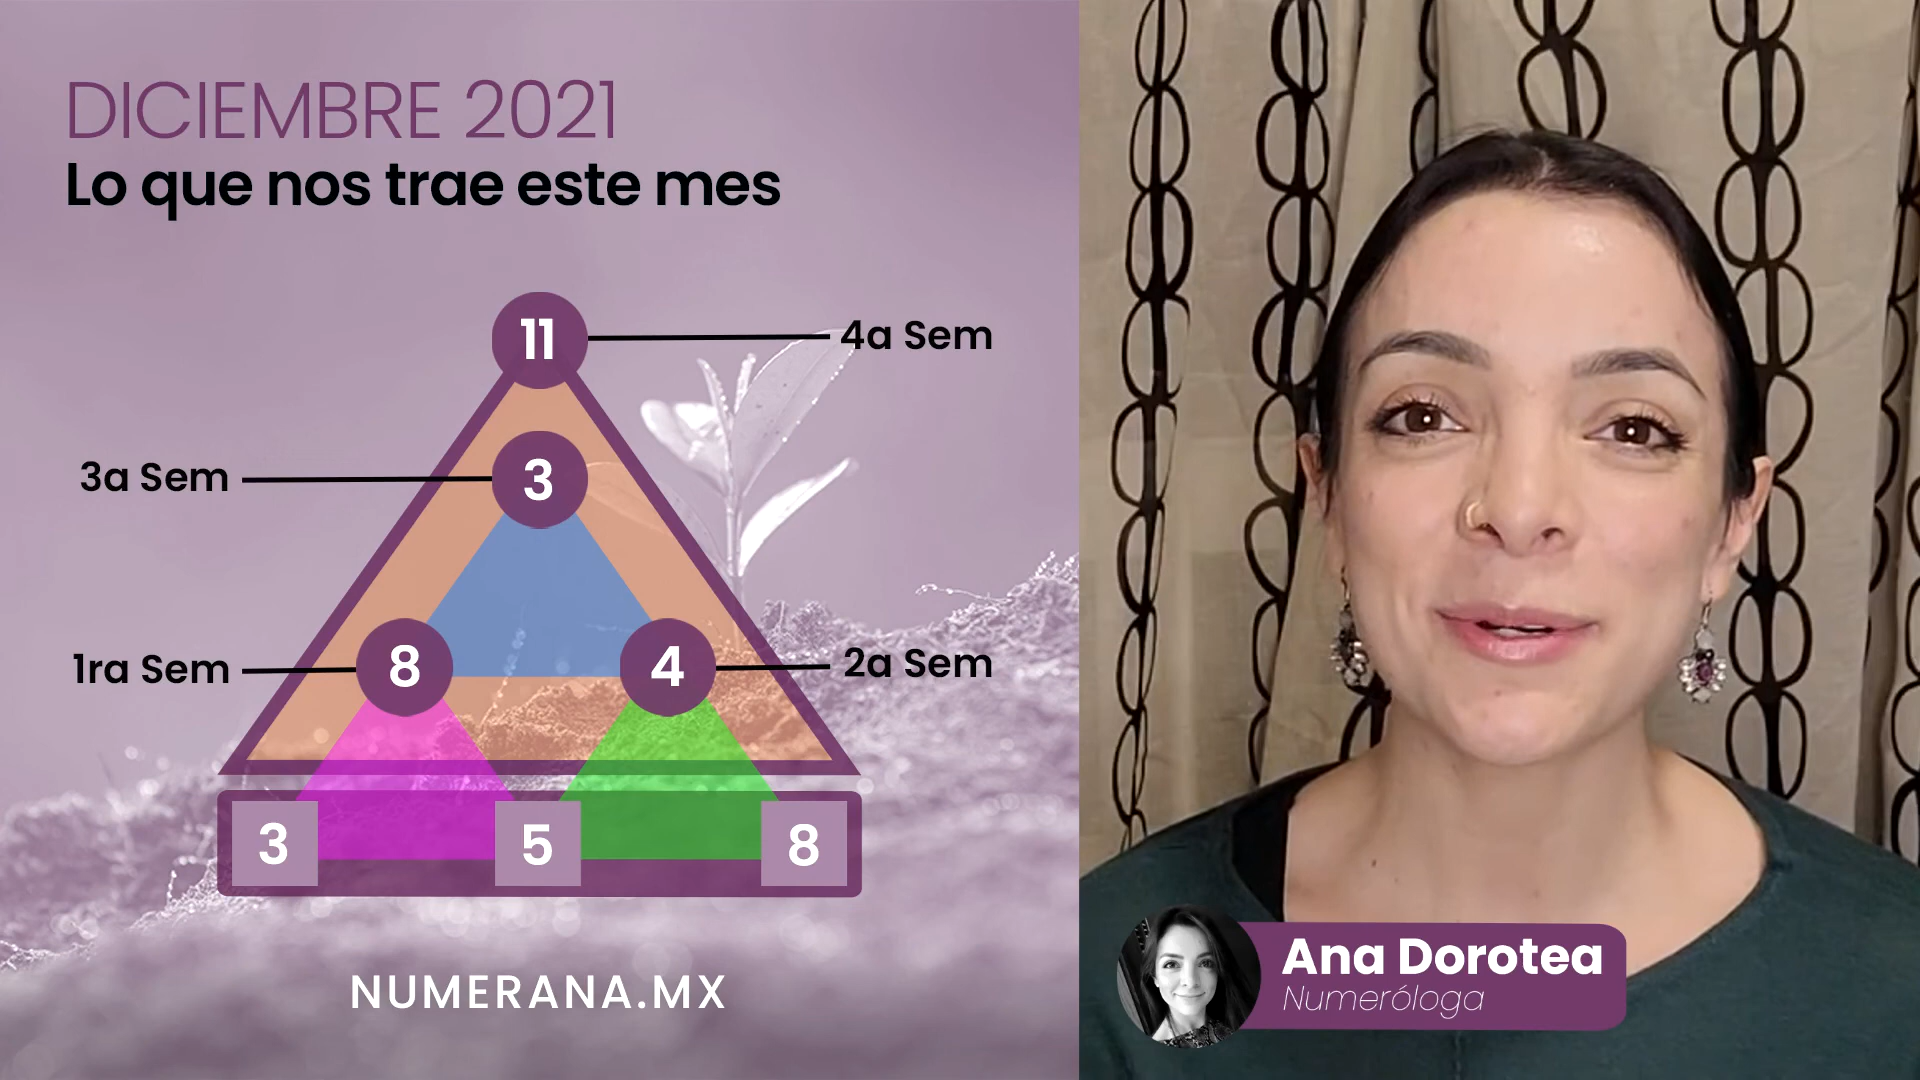 DICIEMBRE 2021
Lo que nos trae este mes
11
4a Sem
3a Sem
3
1ra Sem
8
4
2a Sem
3
5
8
NUMERANA.MX
Ana Dorotea
Numeróloga